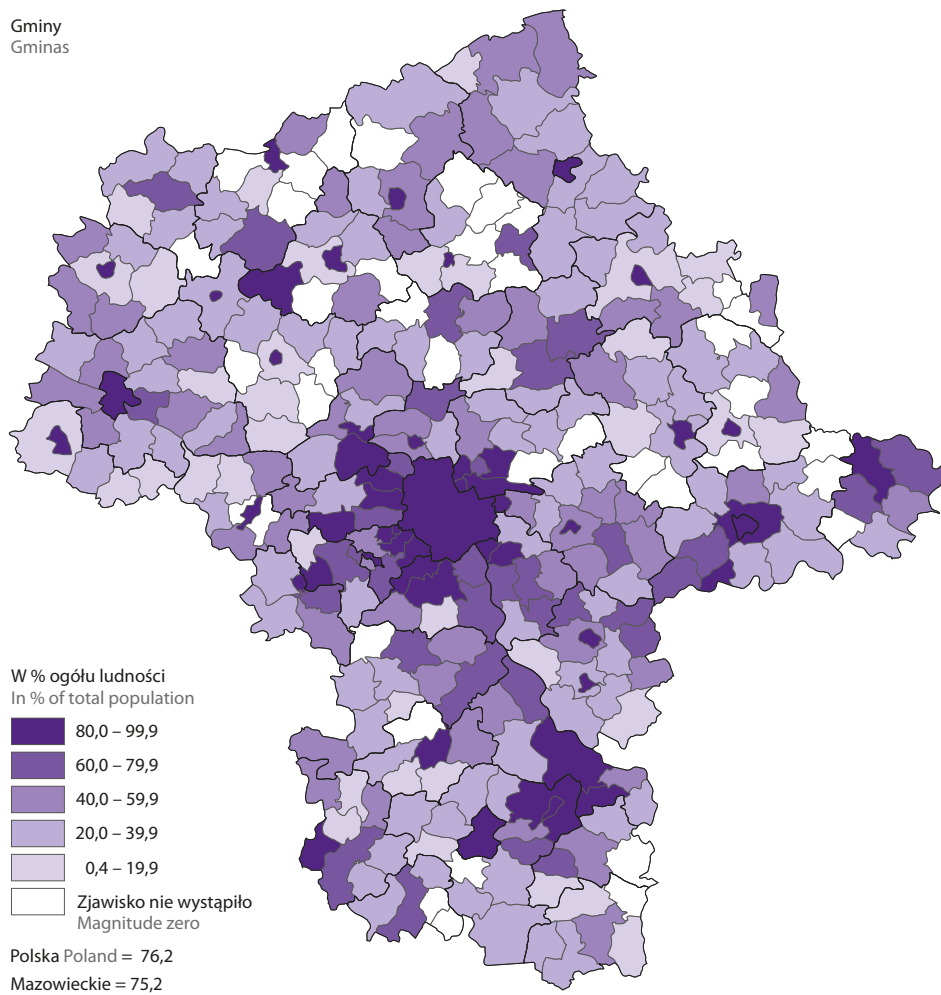 Gminy
Gminas
W % ogółu ludności
In % of total population
80,0 – 99,9
60,0 – 79,9
40,0 – 59,9
20,0 – 39,9
0,4 – 19,9
Zjawisko nie wystąpiło
Magnitude zero
Polska Poland = 76,2
Mazowieckie = 75,2